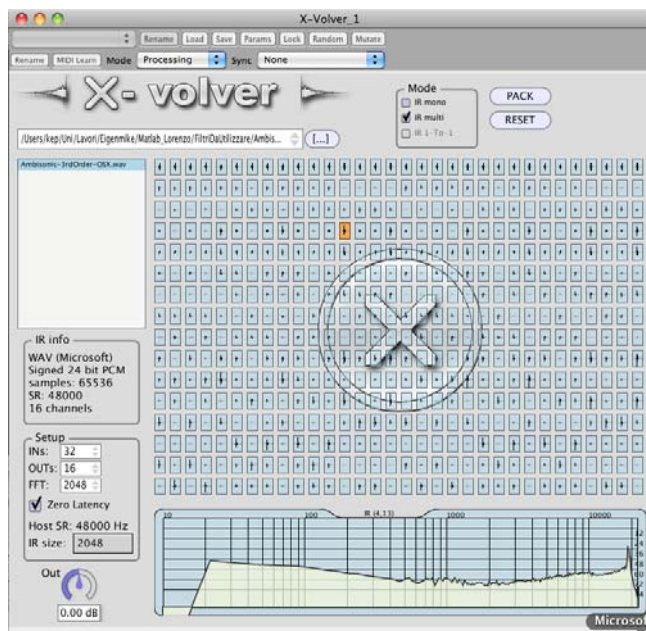 X-Volver_1
Rename Load Save Params Lock Random Mutate
Rename MIDI Learn Mode Processing Sync None
X- volver
Mode
IR mono
IR multi
IR 1-To-1
PACK
RESET
/Users/kep/Uni/Lavori/Eigenmike/Matlab_Lorenzo/FiltriDaUtilizzare/Ambis...
[...]
Ambisonic-3rdOrder-OSX.wav
IR info
WAV (Microsoft)
Signed 24 bit PCM
samples: 65536
SR: 48000
16 channels
Setup
INs: 32
OUTs: 16
FFT: 2048
Zero Latency
Host SR: 48000 Hz
IR size: 2048
Out
0.00 dB
10 100 IR (4,13) 1000 10000
Microsof